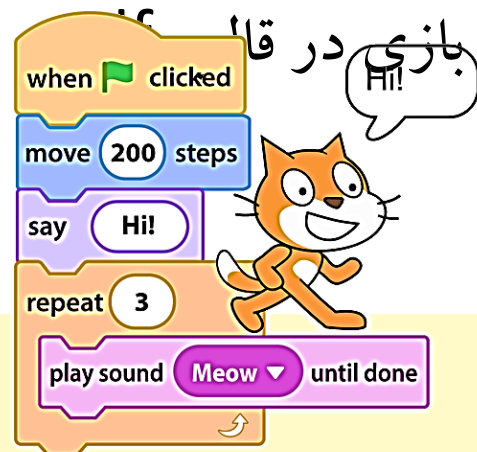 بازی در قالب
Hi!
when clicked
move 200 steps
say Hi!
repeat 3
play sound Meow until done